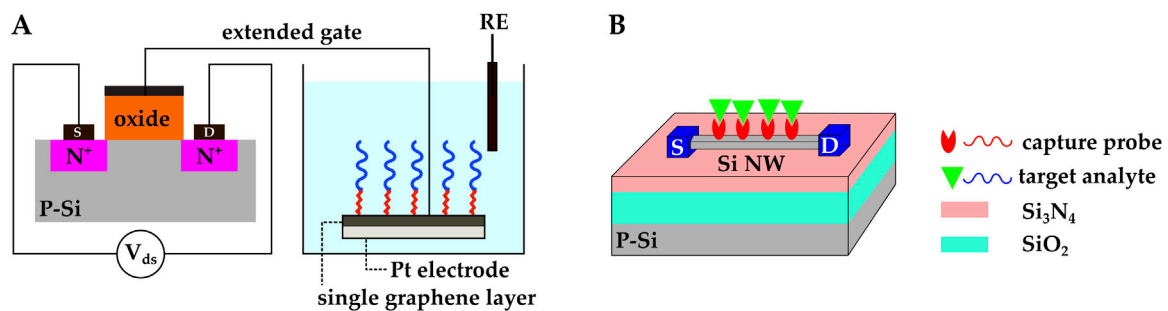 A
extended gate
RE
oxide
S
D
N+
N+
P-Si
Vds
Pt electrode
single graphene layer
B
S
D
Si NW
P-Si
capture probe
target analyte
Si₃N₄
SiO₂